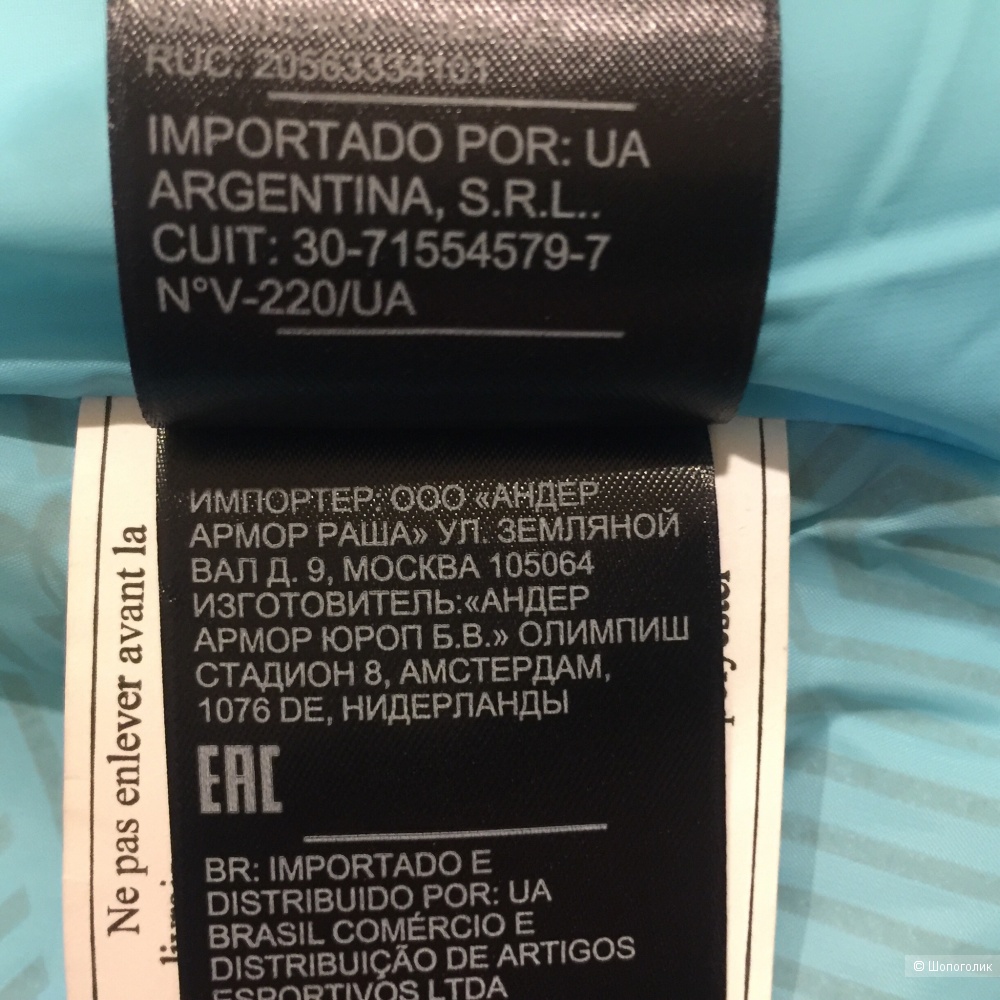 RUC: 20563334101
IMPORTADO POR: UA
ARGENTINA, S.R.L..
CUIT: 30-71554579-7
N°V-220/UA
ИМПОРТЕР: ООО «АНДЕР
АРМОР РАША» УЛ. ЗЕМЛЯНОЙ
ВАЛ Д. 9, МОСКВА 105064
ИЗГОТОВИТЕЛЬ:«АНДЕР
АРМОР ЮРОП Б.В.» ОЛИМПИШ
СТАДИОН 8, АМСТЕРДАМ,
1076 DE, НИДЕРЛАНДЫ
EAC
BR: IMPORTADO E
DISTRIBUIDO POR: UA
BRASIL COMÉRCIO E
DISTRIBUIÇÃO DE ARTIGOS
ESPORTIVOS LTDA
Ne pas enlever avant la
© Шопоголик